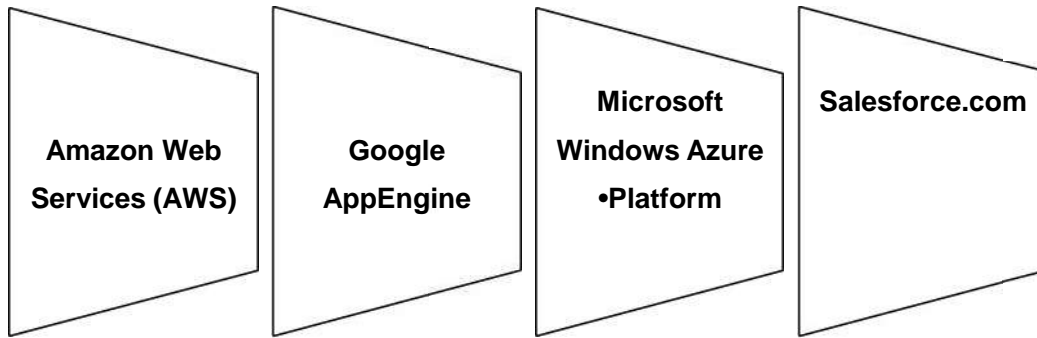 Amazon Web
Services (AWS)
Google
AppEngine
Microsoft
Windows Azure
•Platform
Salesforce.com